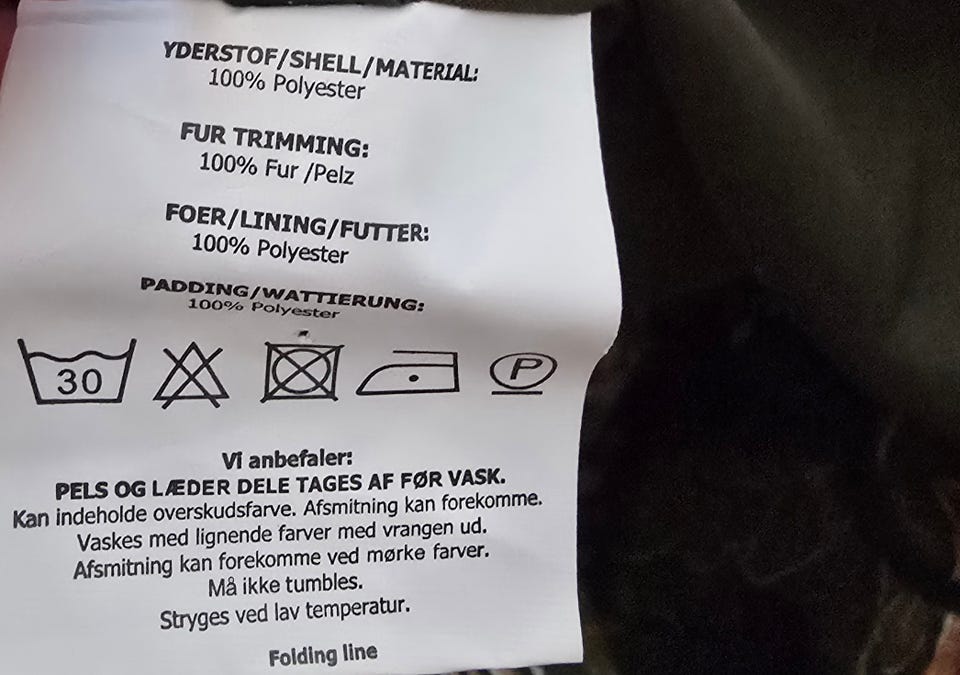 YDERSTOF/SHELL/MATERIAL:
100% Polyester
FUR TRIMMING:
100% Fur /Pelz
FOER/LINING/FUTTER:
100% Polyester
PADDING/WATTIERUNG:
100% Polyester
30 P
Vi anbefaler:
PELS OG LÆDER DELE TAGES AF FØR VASK.
Kan indeholde overskudsfarve. Afsmitning kan forekomme.
Vaskes med lignende farver med vrangen ud.
Afsmitning kan forekomme ved mørke farver.
Må ikke tumbles.
Stryges ved lav temperatur.
Folding line